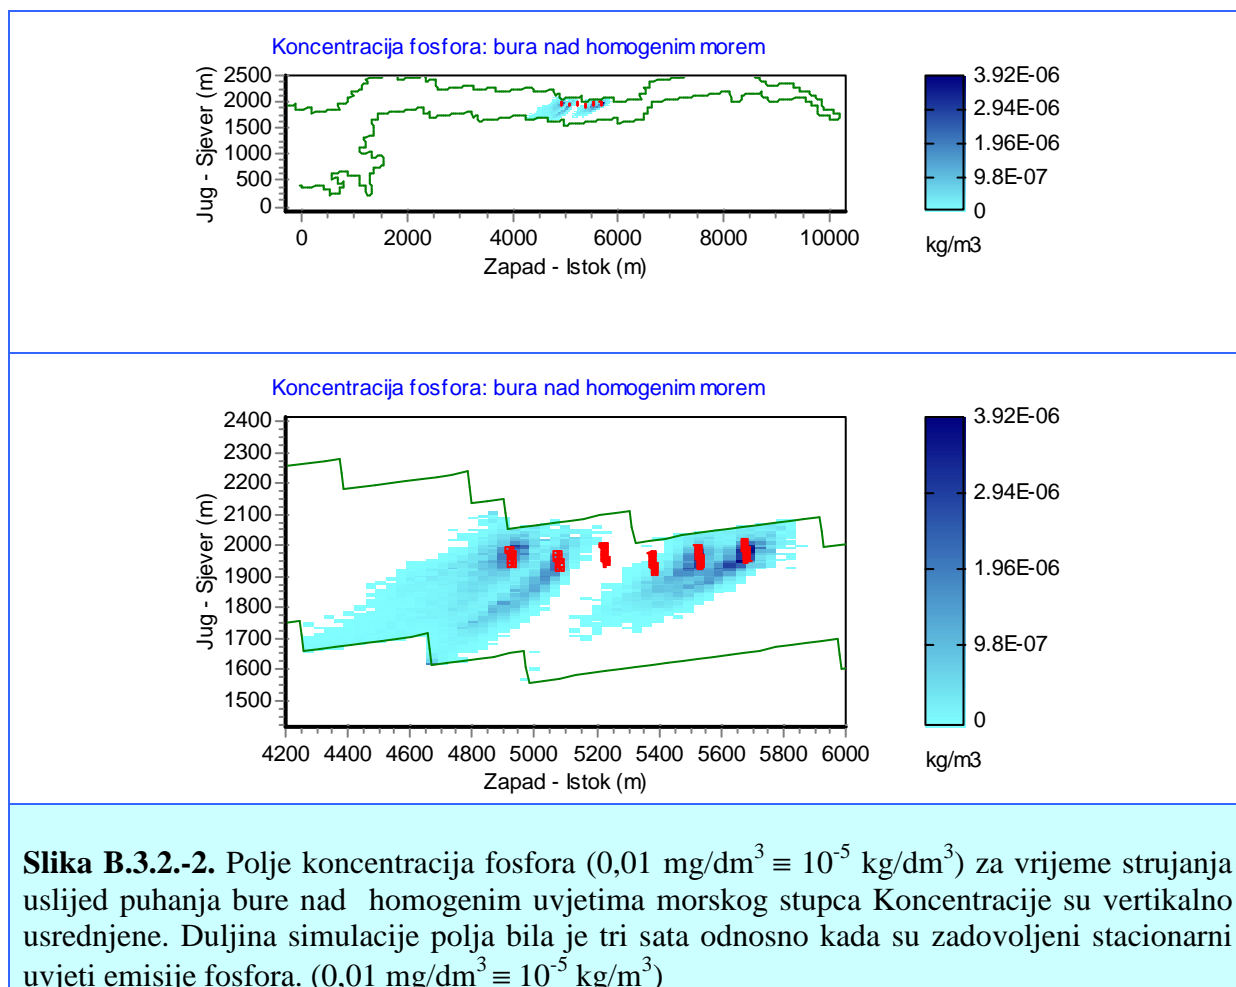 Koncentracija fosfora: bura nad homogenim morem
2500
2000
1500
1000
500
0
Jug - Sjever (m)
0 2000 4000 6000 8000 10000
Zapad - Istok (m)
3.92E-06
2.94E-06
1.96E-06
9.8E-07
0
kg/m3
Koncentracija fosfora: bura nad homogenim morem
2400
2300
2200
2100
2000
1900
1800
1700
1600
1500
Jug - Sjever (m)
4200 4400 4600 4800 5000 5200 5400 5600 5800 6000
Zapad - Istok (m)
3.92E-06
2.94E-06
1.96E-06
9.8E-07
0
kg/m3
Slika B.3.2.-2. Polje koncentracija fosfora (0,01 mg/dm³ ≡ 10⁻⁵ kg/dm³) za vrijeme strujanja
uslijed puhanja bure nad homogenim uvjetima morskog stupca Koncentracije su vertikalno
usrednjene. Duljina simulacije polja bila je tri sata odnosno kada su zadovoljeni stacionarni
uvjeti emisije fosfora. (0,01 mg/dm³ ≡ 10⁻⁵ kg/m³)